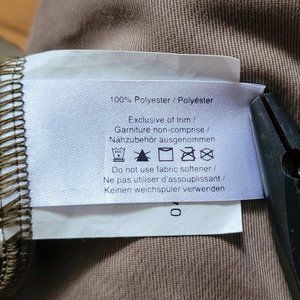 100% Polyester / Polyéster
Exclusive of trim /
Garniture non-comprise /
Nahzubehör ausgenommen
Do not use fabric softener /
Ne pas utiliser d'assouplissant /
Keinen weichspuler verwenden